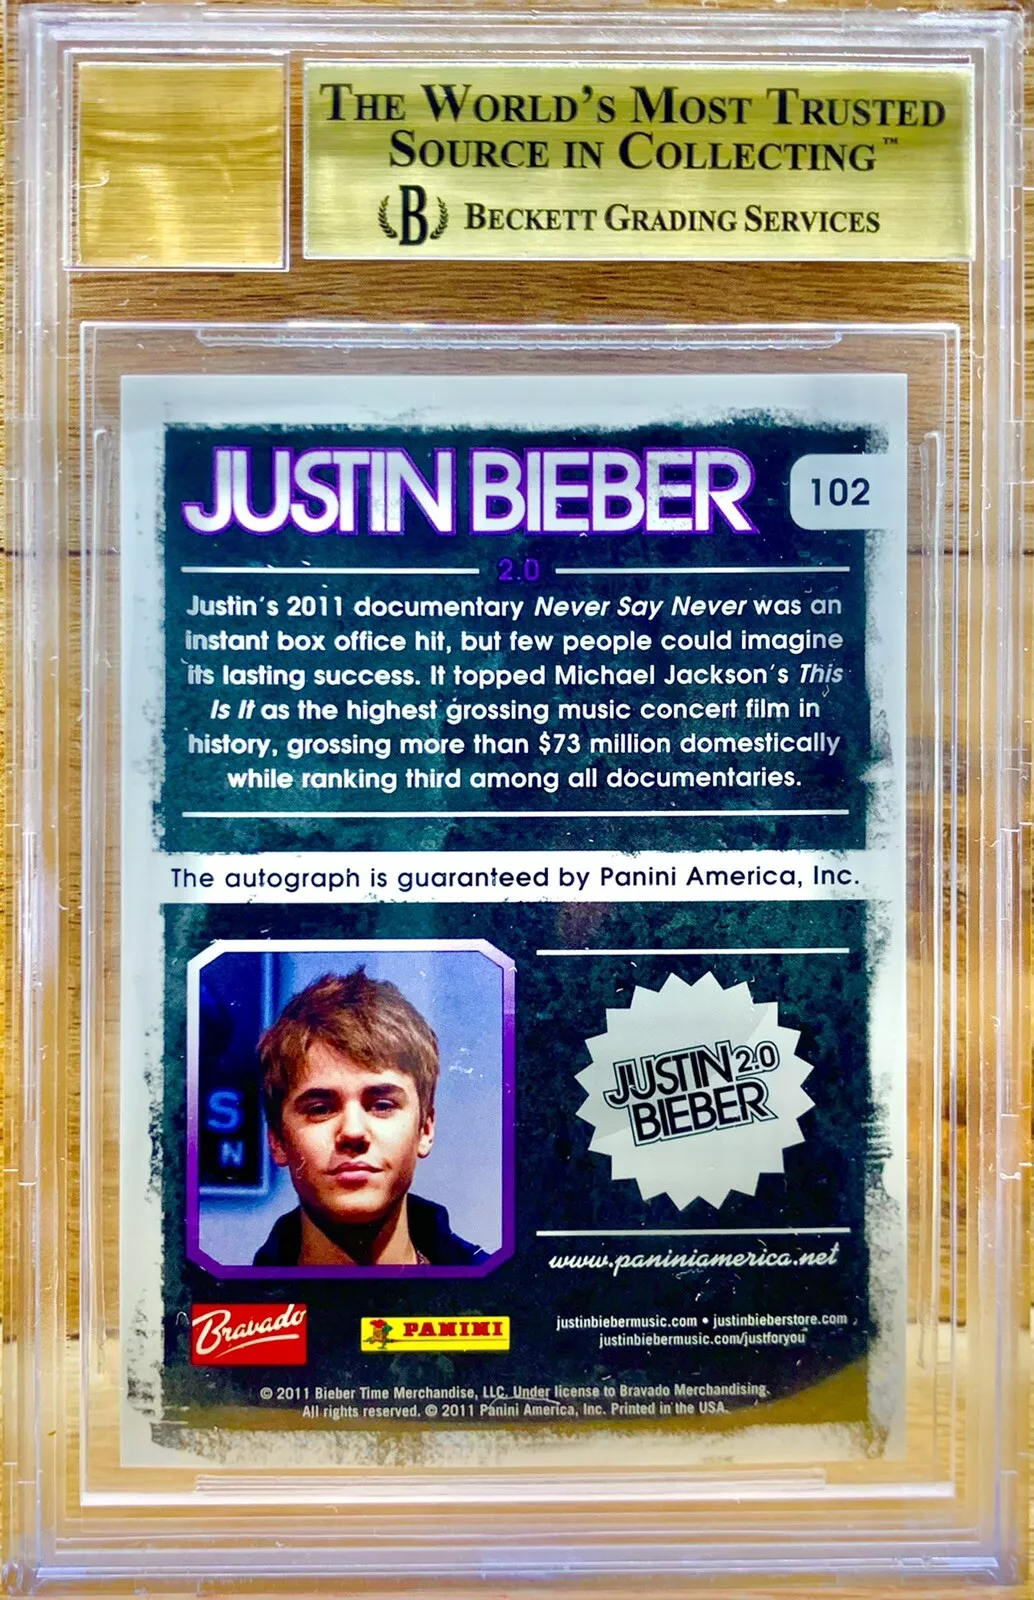 THE WORLD'S MOST TRUSTED
SOURCE IN COLLECTING™
B BECKETT GRADING SERVICES
JUSTIN BIEBER
102
2.0
Justin's 2011 documentary Never Say Never was an
instant box office hit, but few people could imagine
its lasting success. It topped Michael Jackson's This
Is It as the highest grossing music concert film in
history, grossing more than $73 million domestically
while ranking third among all documentaries.
The autograph is guaranteed by Panini America, Inc.
S
N
JUSTIN 2.0
BIEBER
www.paniniamerica.net
Bravado
PANINI
justinbiebermusic.com • justinbieberstore.com
justinbiebermusic.com/justforyou
© 2011 Bieber Time Merchandise, LLC. Under license to Bravado Merchandising.
All rights reserved. © 2011 Panini America, Inc. Printed in the USA.